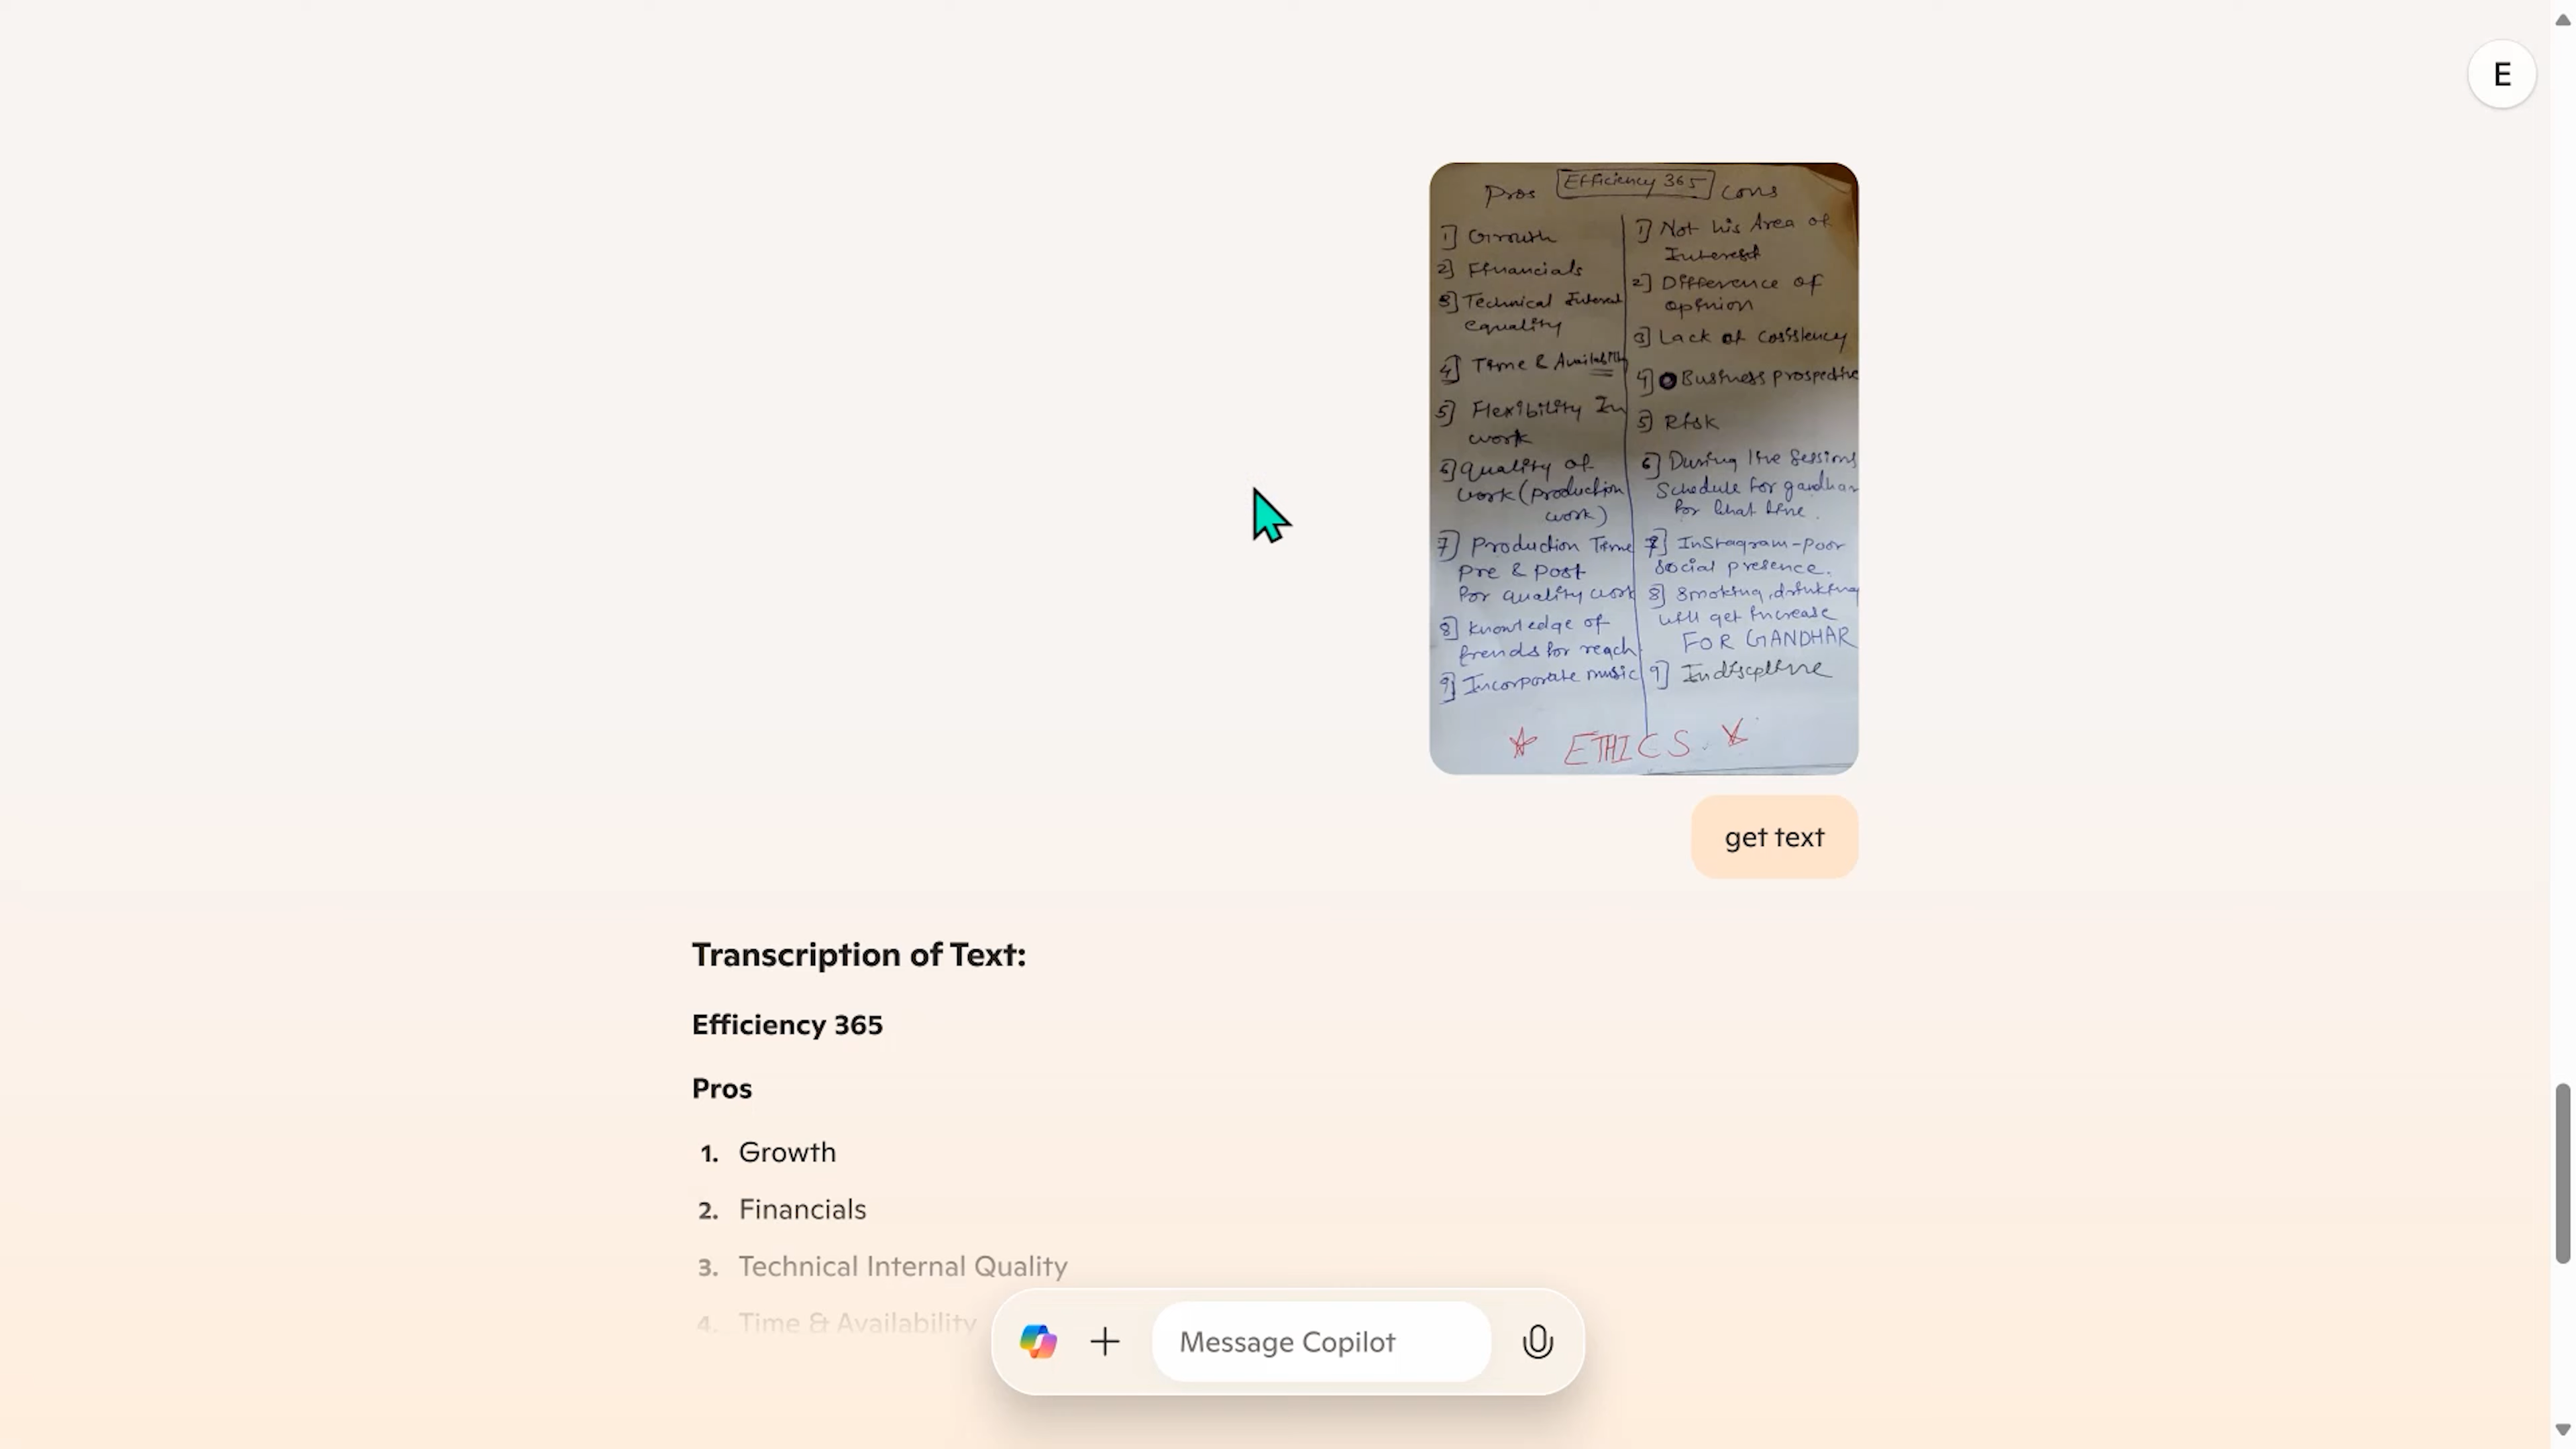 E
Pros Efficiency 365 Cons
1] Growth
2] Financials
3] Technical Interest
equality
4] Time & Availability
5] Flexibility In
work
6] Quality of
work (production
work)
7] Production Time
Pre & Post
for quality work
8] knowledge of
trends for reach
9] Incorporate music
1] Not his Area of
Interest
2] Difference of
opinion
3] Lack of cosistency
4] Business prospective
5] Risk
6] During live sessions
Schedule for gandhar
for that time.
7] Instagram-poor
social presence.
8] Smoking, drinking
will get increase
FOR GANDHAR
9] Indiscipline
ETHICS
get text
Transcription of Text:
Efficiency 365
Pros
1. Growth
2. Financials
3. Technical Internal Quality
4. Time & Availability
Message Copilot